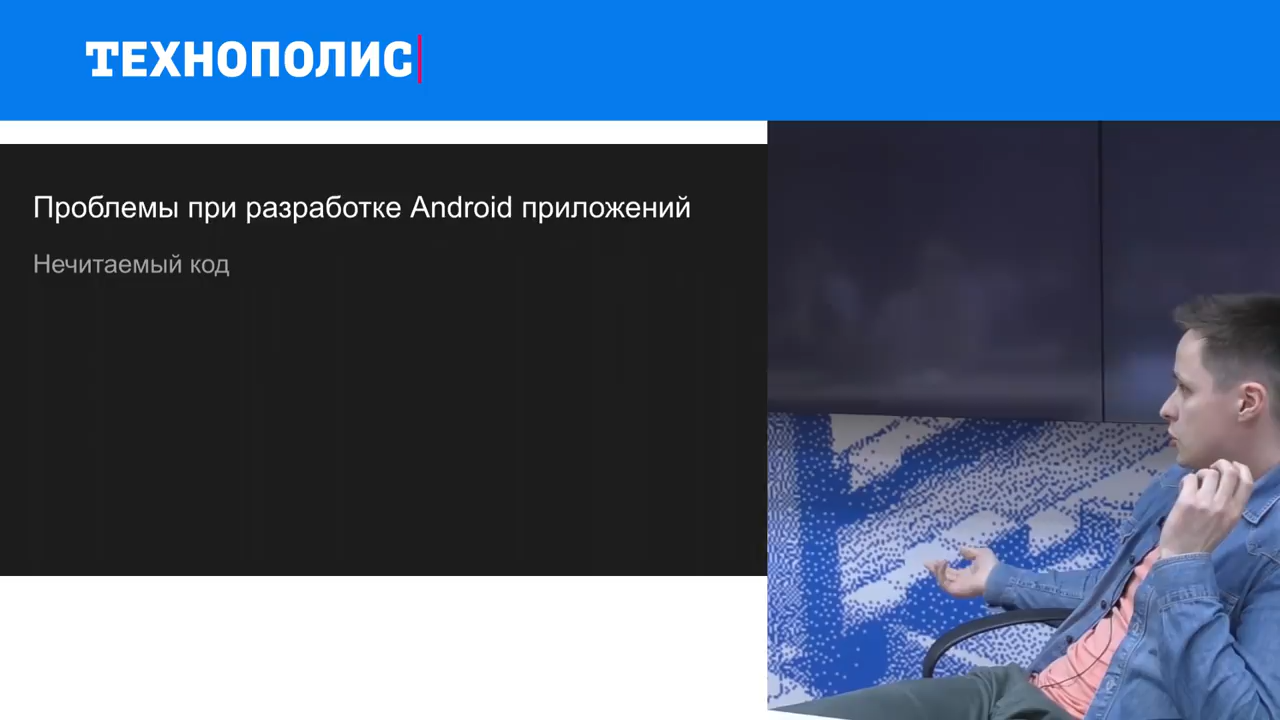 ТЕХНОПОЛИС
Проблемы при разработке Android приложений
Нечитаемый код